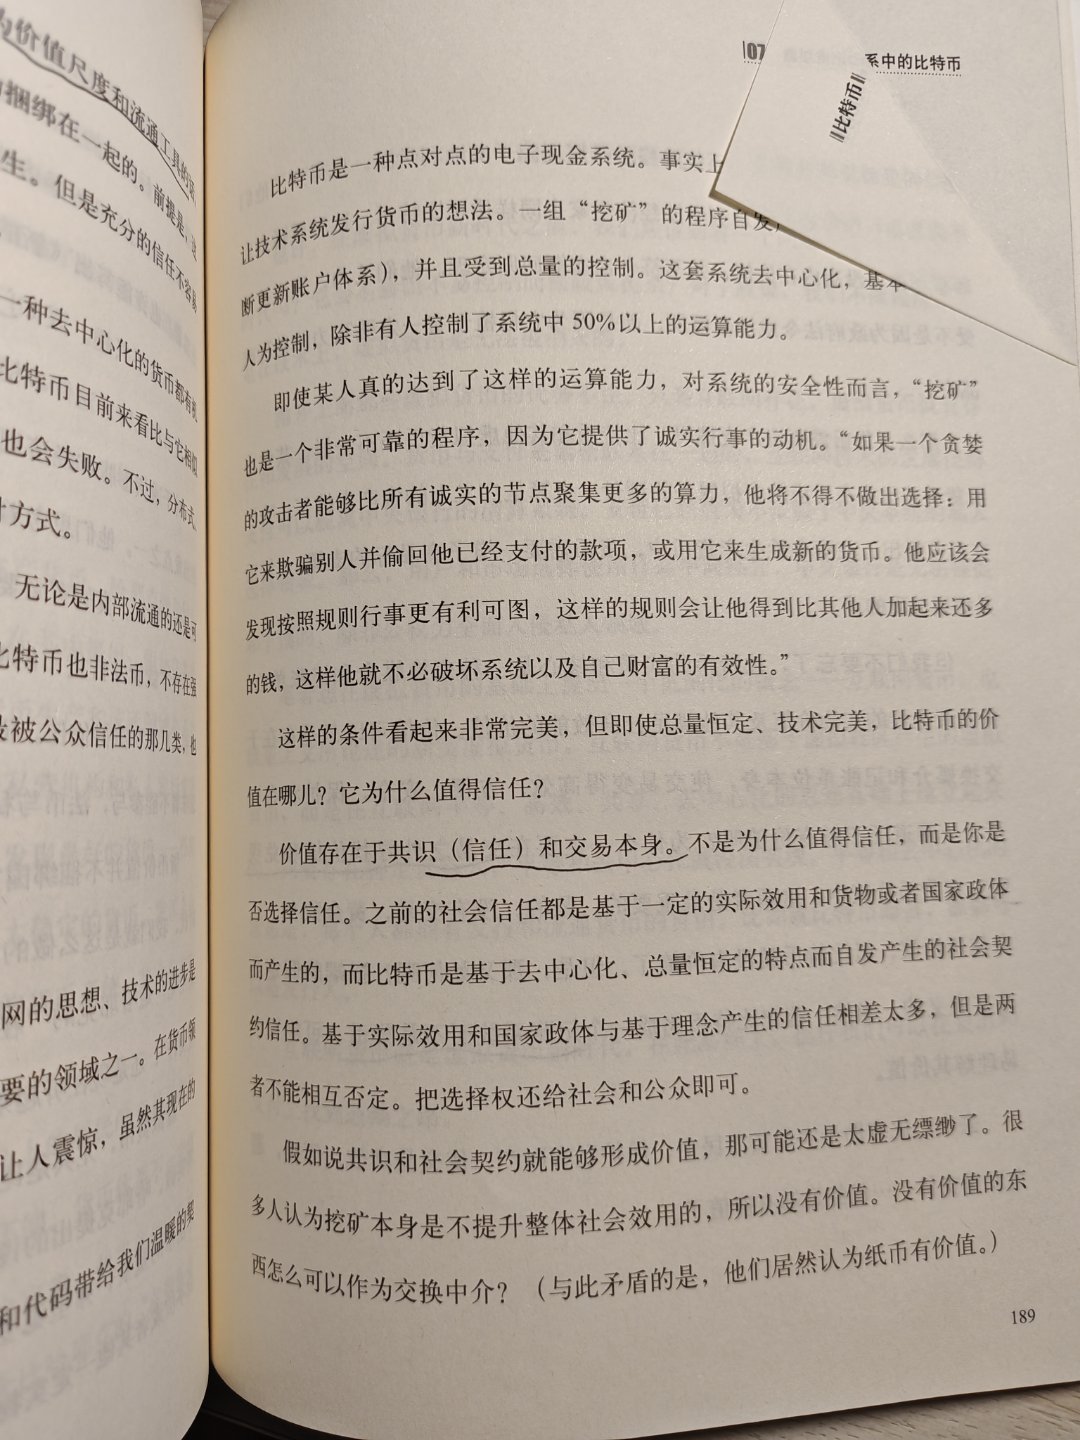 为价值尺度和流通工具的
捆绑在一起的。前提是，
生。但是充分的信任不容易
一种去中心化的货币都有
比特币目前来看比与它相似
也会失败。不过，分布式
方式。
无论是内部流通的还是可
比特币也非法币，不存在强
没被公众信任的那几类，也
网的思想、技术的进步是
要的领域之一。在货币领
让人震惊，虽然其现在的
和代码带给我们温暖的契
07
系中的比特币
比特币
比特币是一种点对点的电子现金系统。事实上
让技术系统发行货币的想法。一组“挖矿”的程序自发
断更新账户体系），并且受到总量的控制。这套系统去中心化，基本
人为控制，除非有人控制了系统中50%以上的运算能力。
即使某人真的达到了这样的运算能力，对系统的安全性而言，“挖矿”
也是一个非常可靠的程序，因为它提供了诚实行事的动机。“如果一个贪婪
的攻击者能够比所有诚实的节点聚集更多的算力，他将不得不做出选择：用
它来欺骗别人并偷回他已经支付的款项，或用它来生成新的货币。他应该会
发现按照规则行事更有利可图，这样的规则会让他得到比其他人加起来还多
的钱，这样他就不必破坏系统以及自己财富的有效性。”
这样的条件看起来非常完美，但即使总量恒定、技术完美，比特币的价
值在哪儿？它为什么值得信任？
价值存在于共识（信任）和交易本身。不是为什么值得信任，而是你是
否选择信任。之前的社会信任都是基于一定的实际效用和货物或者国家政体
而产生的，而比特币是基于去中心化、总量恒定的特点而自发产生的社会契
约信任。基于实际效用和国家政体与基于理念产生的信任相差太多，但是两
者不能相互否定。把选择权还给社会和公众即可。
假如说共识和社会契约就能够形成价值，那可能还是太虚无缥缈了。很
多人认为挖矿本身是不提升整体社会效用的，所以没有价值。没有价值的东
西怎么可以作为交换中介？（与此矛盾的是，他们居然认为纸币有价值。）
189